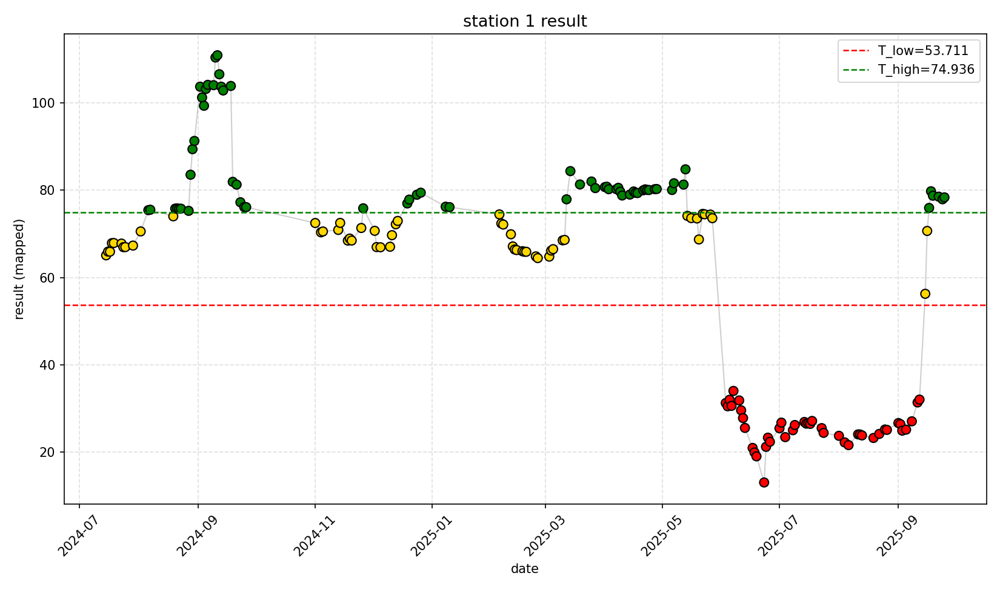 station 1 result
T_low=53.711
T_high=74.936
100
80
60
40
20
result (mapped)
2024-07
2024-09
2024-11
2025-01
2025-03
2025-05
2025-07
2025-09
date